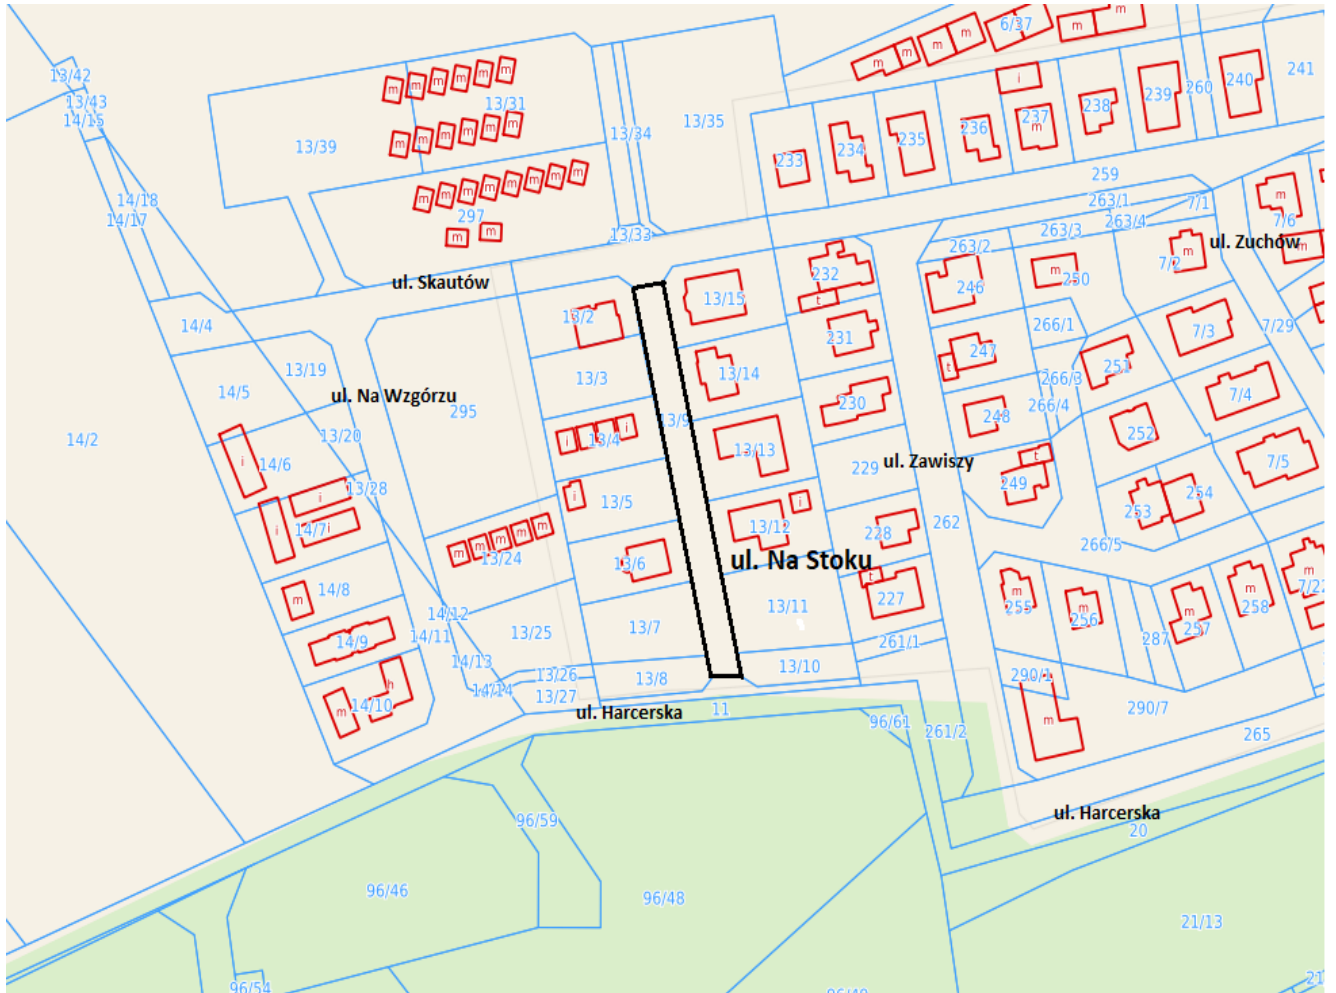 6/37
m
m
m
m
m
m
13/42
13/43
14/15
m
m
m
m
m
m
13/31
13/39
13/34
13/35
m
m
m
m
m
m
i
233
234
235
236
237
m
238
239
260
240
241
259
263/1
263/4
7/1
14/18
14/17
m
m
m
m
m
m
m
m
297
m
m
13/33
ul. Skautów
263/2
263/3
m
7/6
m
ul. Zuchów
m
7/2
232
t
246
m
250
13/2
13/15
14/4
231
266/1
7/3
7/29
13/19
14/5
13/3
13/14
t
247
251
266/3
ul. Na Wzgórzu
295
230
248
266/4
7/4
14/2
13/20
i
13/4
i
13/9
13/13
252
i
14/6
229
ul. Zawiszy
t
249
7/5
13/28
i
i
13/5
i
253
254
i
14/7
i
m
m
m
m
m
13/24
13/12
228
262
266/5
13/6
ul. Na Stoku
t
227
14/8
m
m
255
m
256
m
257
m
258
m
7/22
14/12
13/11
14/9
14/11
13/25
13/7
261/1
287
14/13
14/14
13/26
13/27
13/8
13/10
290/1
h
14/10
m
ul. Harcerska
11
96/61
261/2
m
290/7
265
ul. Harcerska
20
96/59
96/46
96/48
21/13
96/54